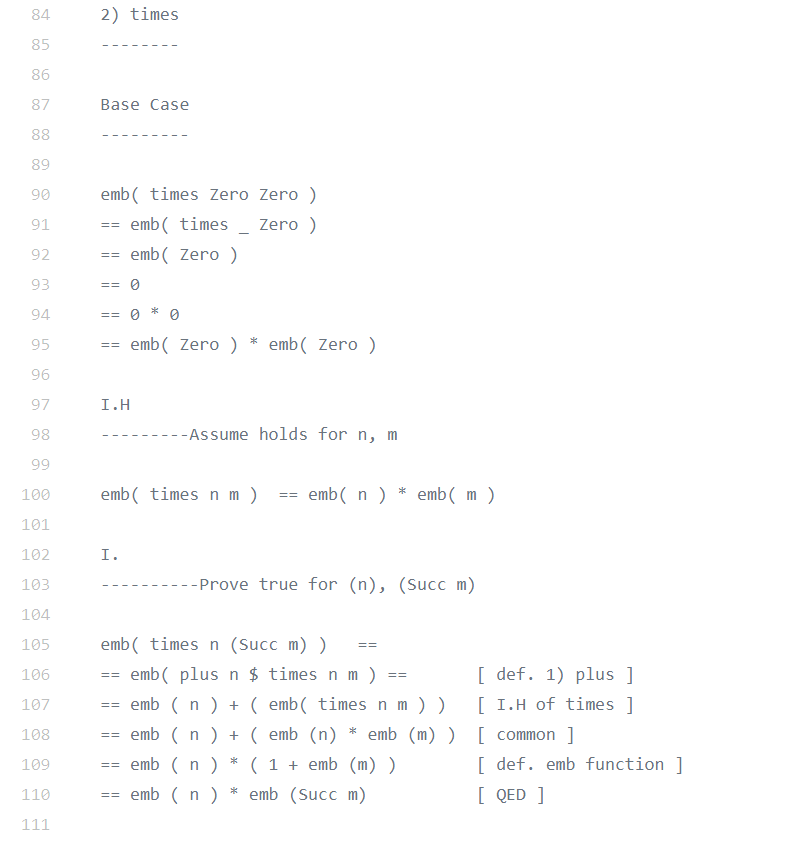 84 2) times
85 --------
86
87 Base Case
88 ---------
89
90 emb( times Zero Zero )
91 == emb( times _ Zero )
92 == emb( Zero )
93 == 0
94 == 0 * 0
95 == emb( Zero ) * emb( Zero )
96
97 I.H
98 ---------Assume holds for n, m
99
100 emb( times n m )  == emb( n ) * emb( m )
101
102 I.
103 ----------Prove true for (n), (Succ m)
104
105 emb( times n (Succ m) )   ==
106 == emb( plus n $ times n m ) ==       [ def. 1) plus ]
107 == emb ( n ) + ( emb( times n m ) )   [ I.H of times ]
108 == emb ( n ) + ( emb (n) * emb (m) )  [ common ]
109 == emb ( n ) * ( 1 + emb (m) )        [ def. emb function ]
110 == emb ( n ) * emb (Succ m)           [ QED ]
111